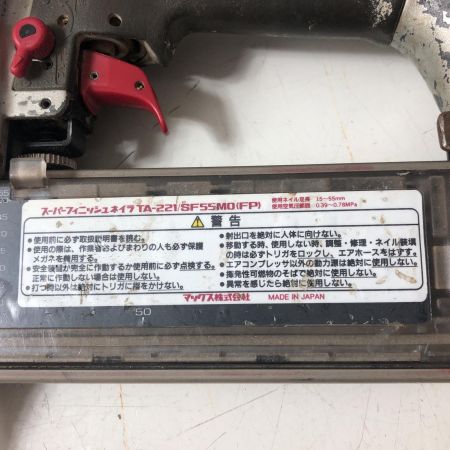 スーパーフィニッシュネイラ TA-221/SF55MO(FP)
使用ネイル足長 15~55mm
使用空気圧範囲 0.39~0.78MPa
警告
●使用前に必ず取扱説明書を読む。
●使用の際は、作業者およびまわりの人も必ず保護
メガネを着用する。
●安全装置が完全に作動するか使用前に必ず点検する。
正常に作動しない場合は使用しない。
●打つ時以外は絶対にトリガに指をかけない。
●射出口を絶対に人体に向けない。
●移動する時、使用しない時、調整・修理・ネイル装填
の時は必ずトリガをロックし、エアホースをはずす。
●エアコンプレッサ以外の動力源は絶対に使用しない。
●揮発性可燃物のそばで絶対に使用しない。
●異常を感じたら絶対に使用しない。
マックス株式会社 MADE IN JAPAN
50